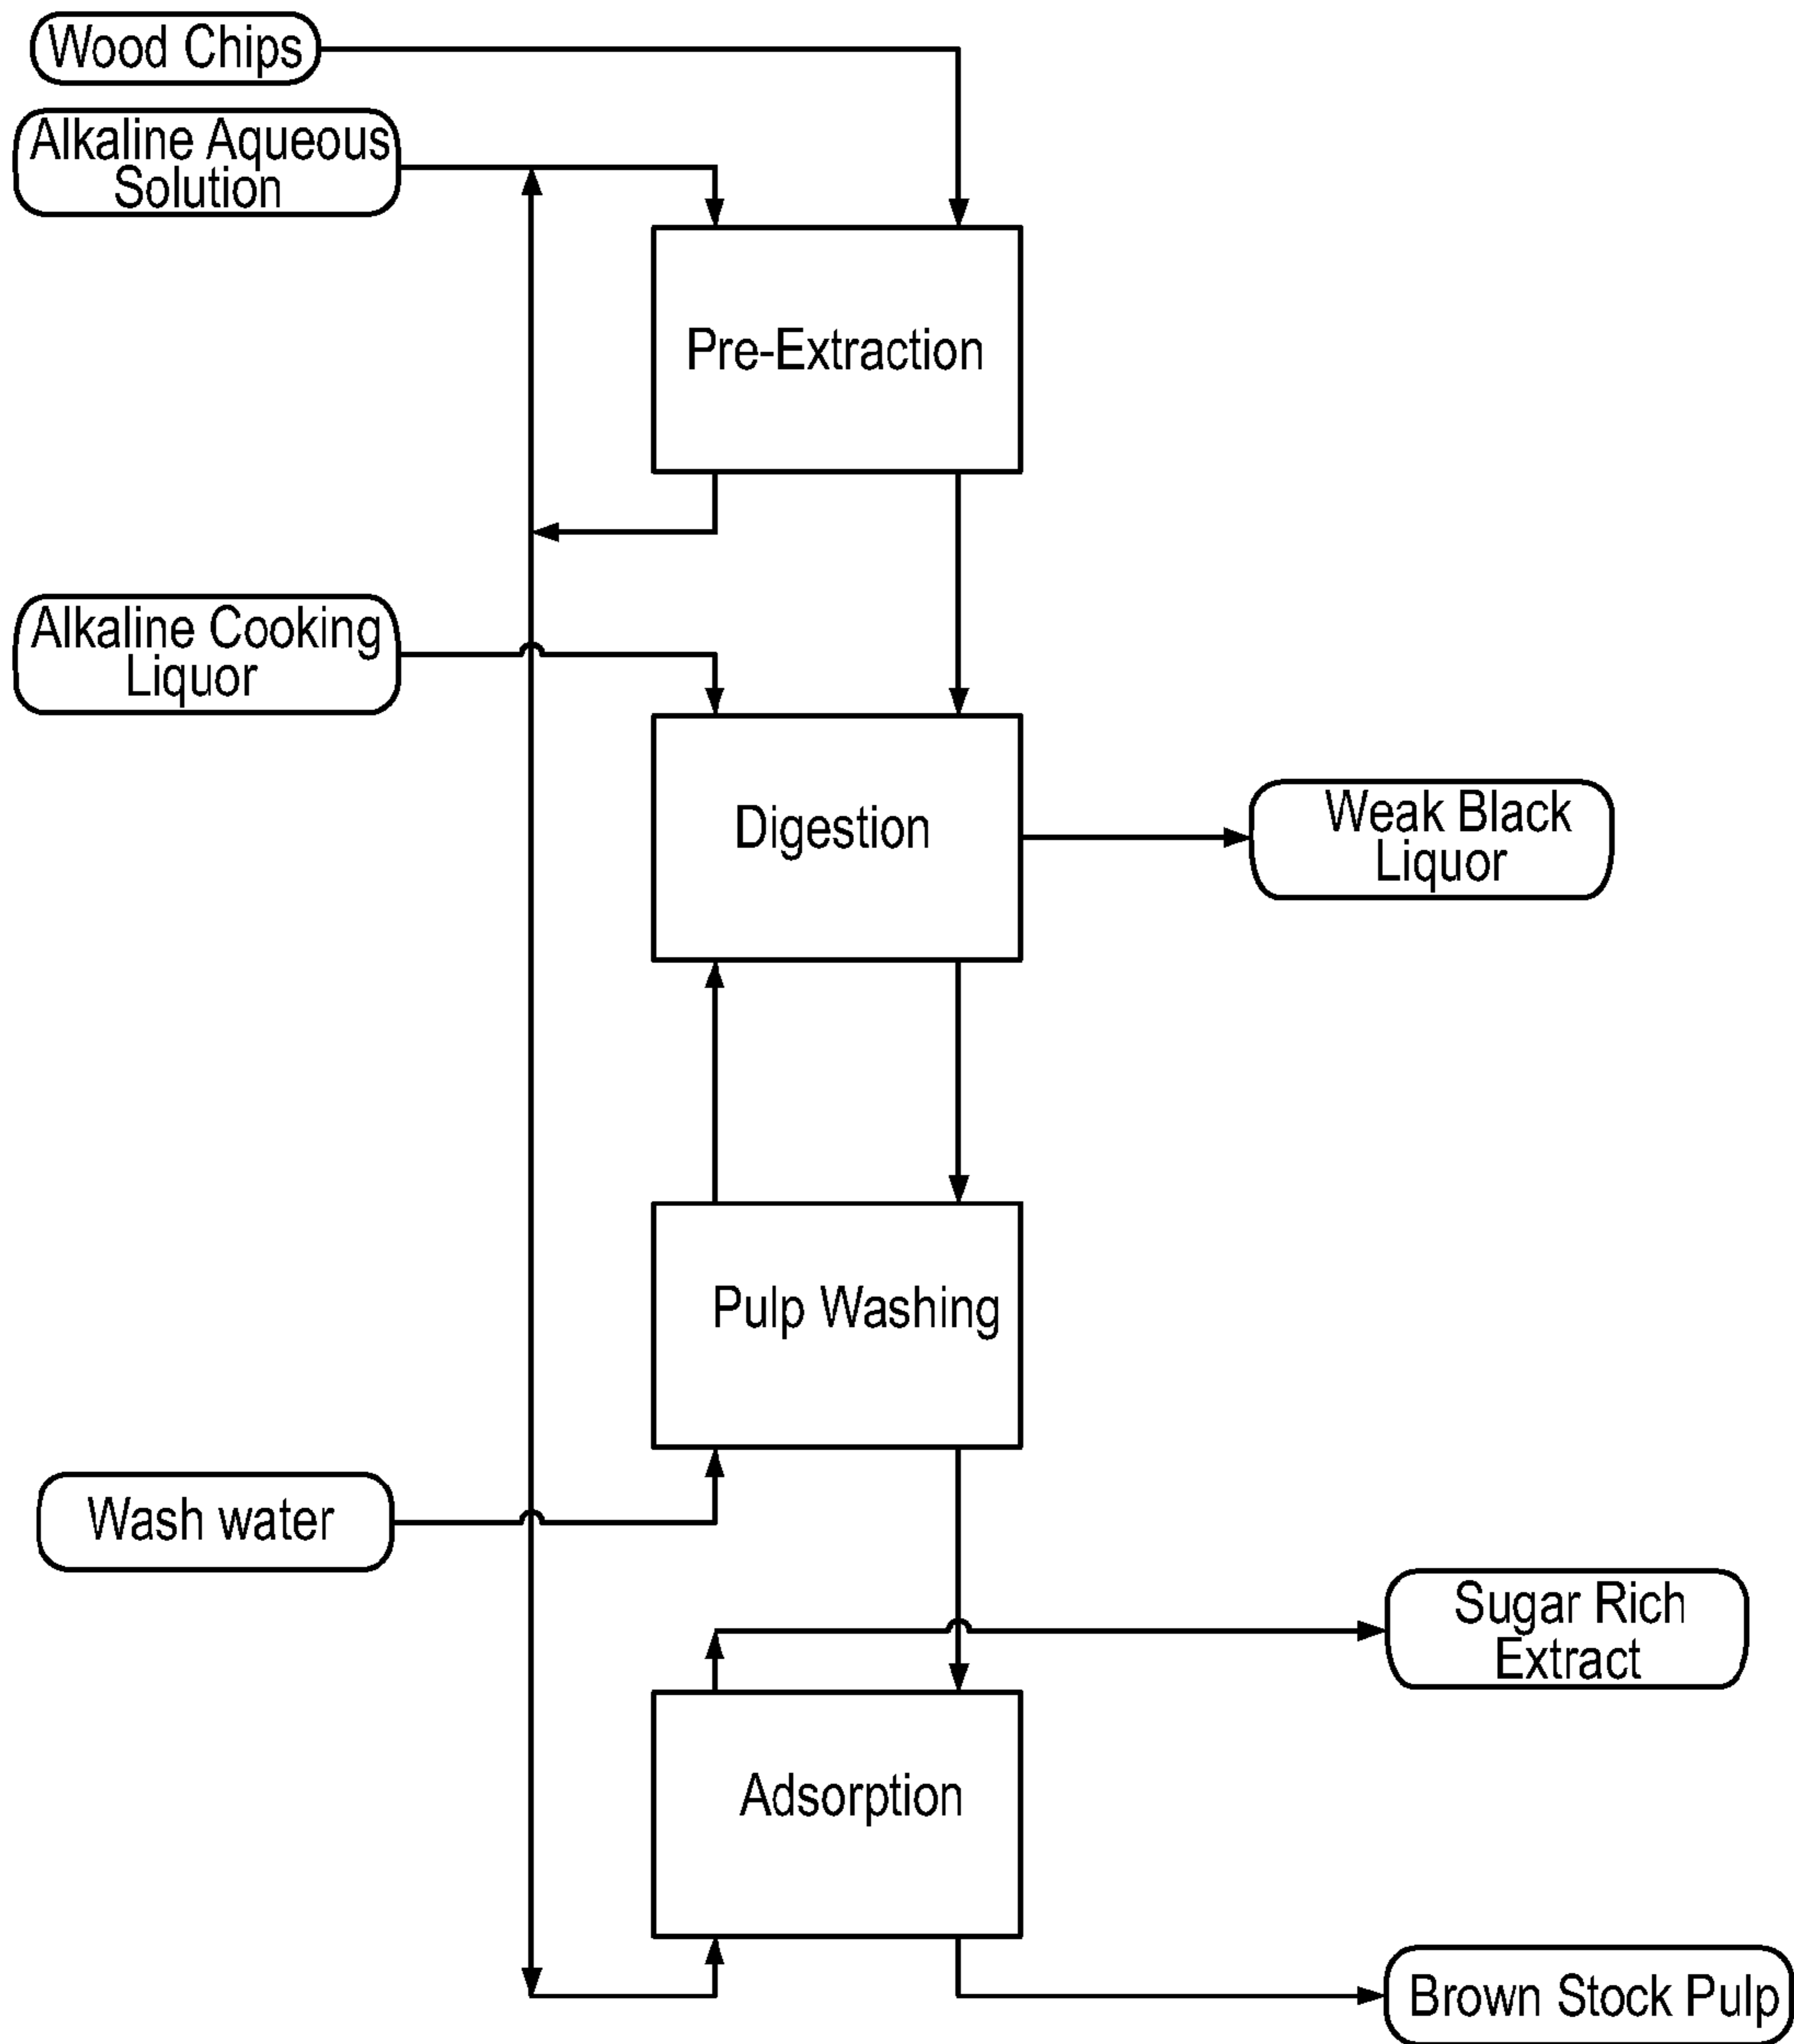 Wood Chips
Alkaline Aqueous
Solution
Pre-Extraction
Alkaline Cooking
Liquor
Digestion
Weak Black
Liquor
Pulp Washing
Wash water
Sugar Rich
Extract
Adsorption
Brown Stock Pulp